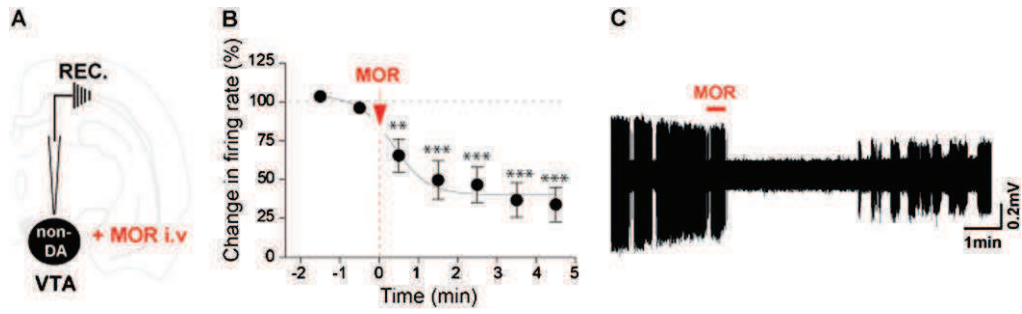 A
REC.
non-
DA
+ MOR i.v
VTA
B
Change in firing rate (%)
125
100
75
50
25
0
MOR
**
***
***
***
***
-2 -1 0 1 2 3 4 5
Time (min)
C
MOR
0.2mV
1min